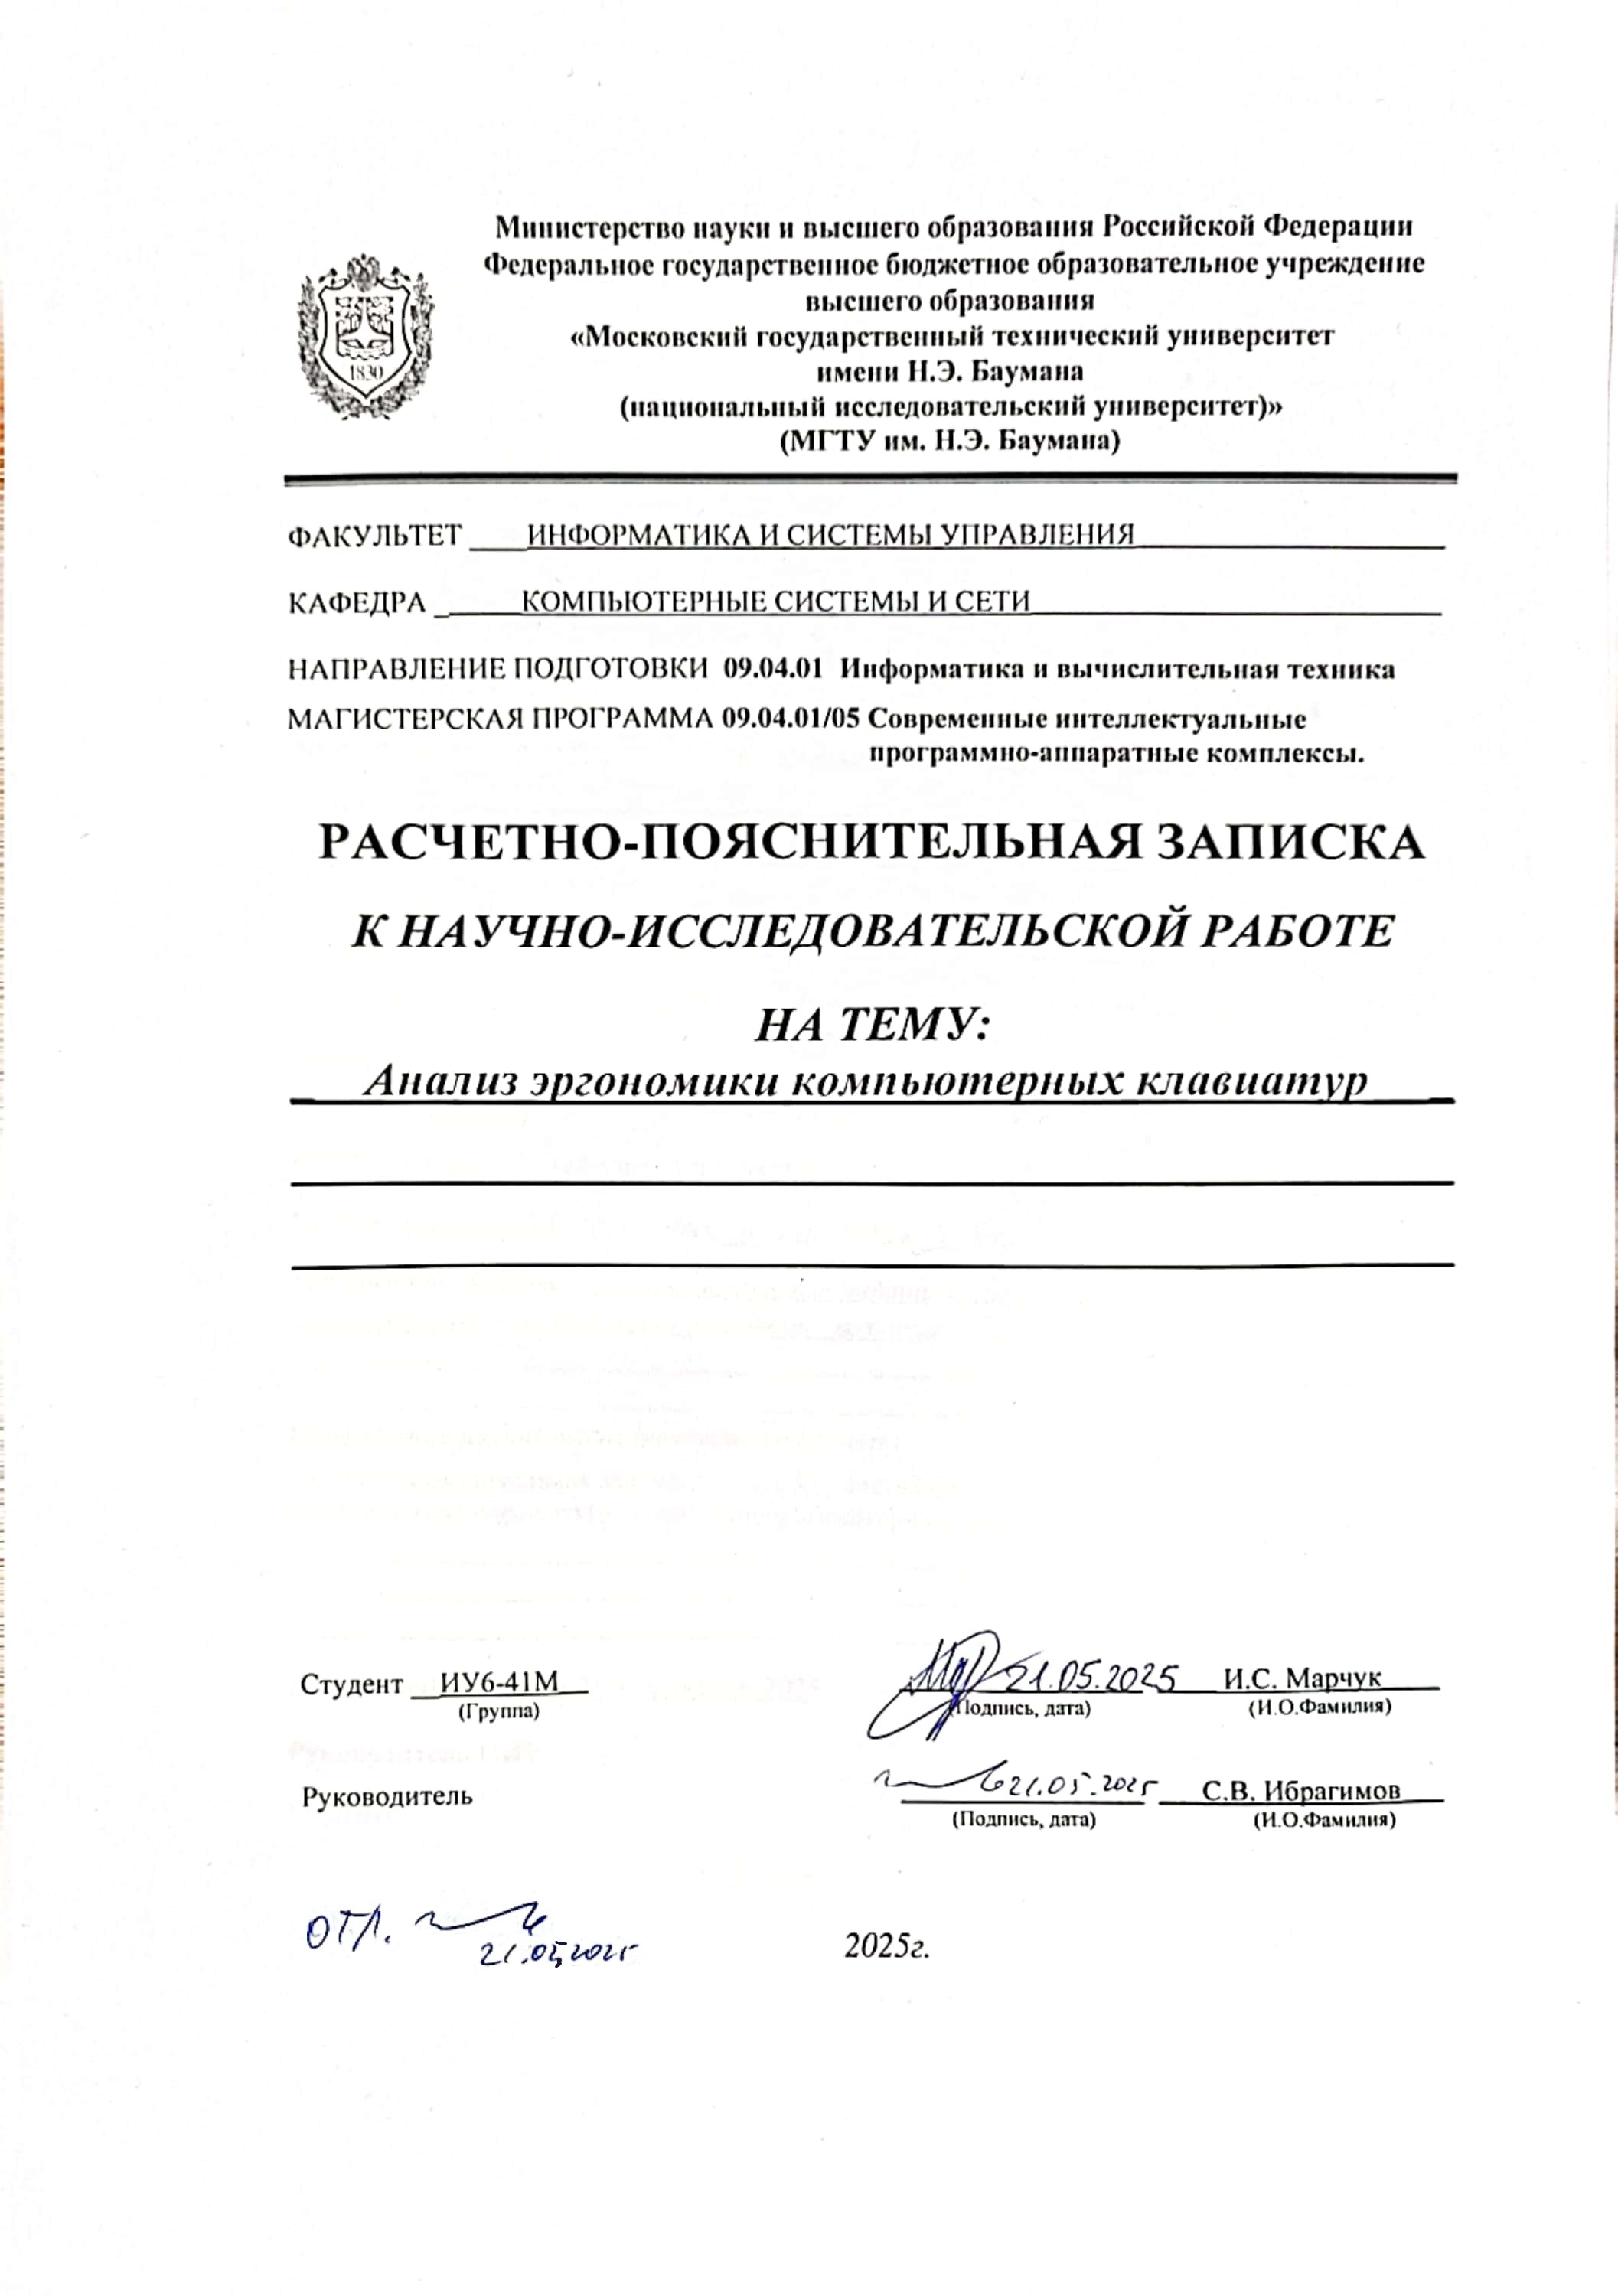 Министерство науки и высшего образования Российской Федерации
Федеральное государственное бюджетное образовательное учреждение
высшего образования
«Московский государственный технический университет
имени Н.Э. Баумана
(национальный исследовательский университет)»
(МГТУ им. Н.Э. Баумана)
1830
ФАКУЛЬТЕТ ИНФОРМАТИКА И СИСТЕМЫ УПРАВЛЕНИЯ
КАФЕДРА КОМПЬЮТЕРНЫЕ СИСТЕМЫ И СЕТИ
НАПРАВЛЕНИЕ ПОДГОТОВКИ 09.04.01 Информатика и вычислительная техника
МАГИСТЕРСКАЯ ПРОГРАММА 09.04.01/05 Современные интеллектуальные
программно-аппаратные комплексы.
РАСЧЕТНО-ПОЯСНИТЕЛЬНАЯ ЗАПИСКА
К НАУЧНО-ИССЛЕДОВАТЕЛЬСКОЙ РАБОТЕ
НА ТЕМУ:
Анализ эргономики компьютерных клавиатур
Студент ИУ6-41М 21.05.2025 И.С. Марчук
(Группа) (Подпись, дата) (И.О.Фамилия)
Руководитель 21.05.2025 С.В. Ибрагимов
(Подпись, дата) (И.О.Фамилия)
отл.
21.05.2025
2025г.